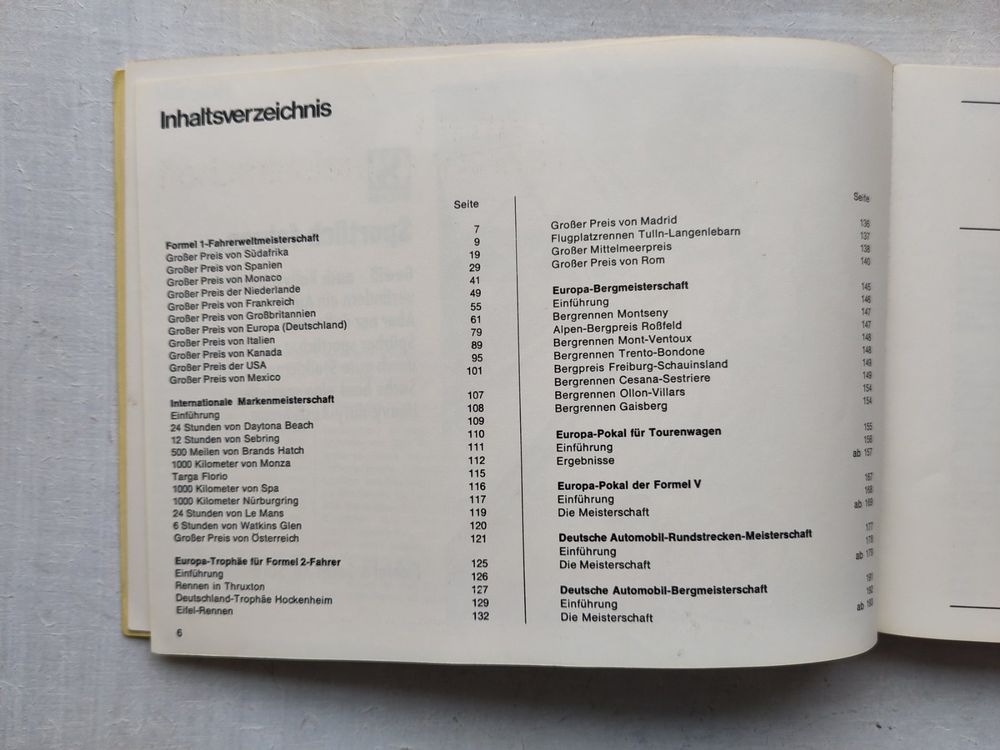 Inhaltsverzeichnis
Seite
Formel 1-Fahrerweltmeisterschaft 7
Großer Preis von Südafrika 9
Großer Preis von Spanien 19
Großer Preis von Monaco 29
Großer Preis der Niederlande 41
Großer Preis von Frankreich 49
Großer Preis von Großbritannien 55
Großer Preis von Europa (Deutschland) 61
Großer Preis von Italien 79
Großer Preis von Kanada 89
Großer Preis der USA 95
Großer Preis von Mexico 101
Internationale Markenmeisterschaft 107
Einführung 108
24 Stunden von Daytona Beach 109
12 Stunden von Sebring 110
500 Meilen von Brands Hatch 111
1000 Kilometer von Monza 112
Targa Florio 115
1000 Kilometer von Spa 116
1000 Kilometer Nürburgring 117
24 Stunden von Le Mans 119
6 Stunden von Watkins Glen 120
Großer Preis von Österreich 121
Europa-Trophäe für Formel 2-Fahrer 125
Einführung 126
Rennen in Thruxton 127
Deutschland-Trophäe Hockenheim 129
Eifel-Rennen 132
6
Seite
Großer Preis von Madrid 136
Flugplatzrennen Tulln-Langenlebarn 137
Großer Mittelmeerpreis 138
Großer Preis von Rom 140
Europa-Bergmeisterschaft 145
Einführung 146
Bergrennen Montseny 147
Alpen-Bergpreis Roßfeld 147
Bergrennen Mont-Ventoux 148
Bergrennen Trento-Bondone 148
Bergpreis Freiburg-Schauinsland 149
Bergrennen Cesana-Sestriere 149
Bergrennen Ollon-Villars 154
Bergrennen Gaisberg 154
Europa-Pokal für Tourenwagen 155
Einführung 156
Ergebnisse ab 157
Europa-Pokal der Formel V 167
Einführung 168
Die Meisterschaft ab 169
Deutsche Automobil-Rundstrecken-Meisterschaft 177
Einführung 178
Die Meisterschaft ab 179
Deutsche Automobil-Bergmeisterschaft 191
Einführung 192
Die Meisterschaft ab 193